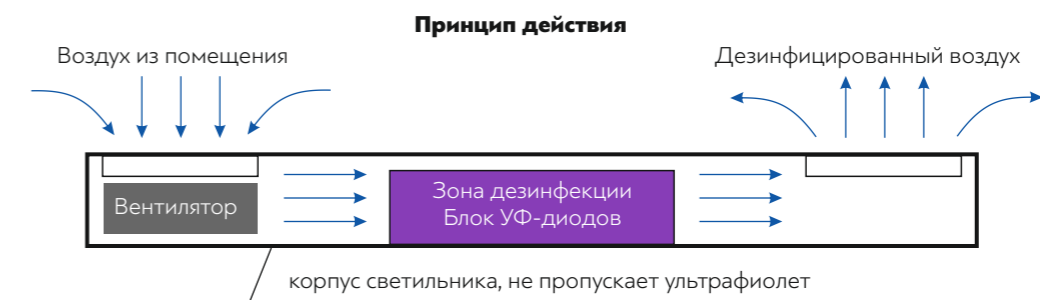 Принцип действия
Воздух из помещения
Дезинфицированный воздух
Вентилятор
Зона дезинфекции
Блок УФ-диодов
корпус светильника, не пропускает ультрафиолет